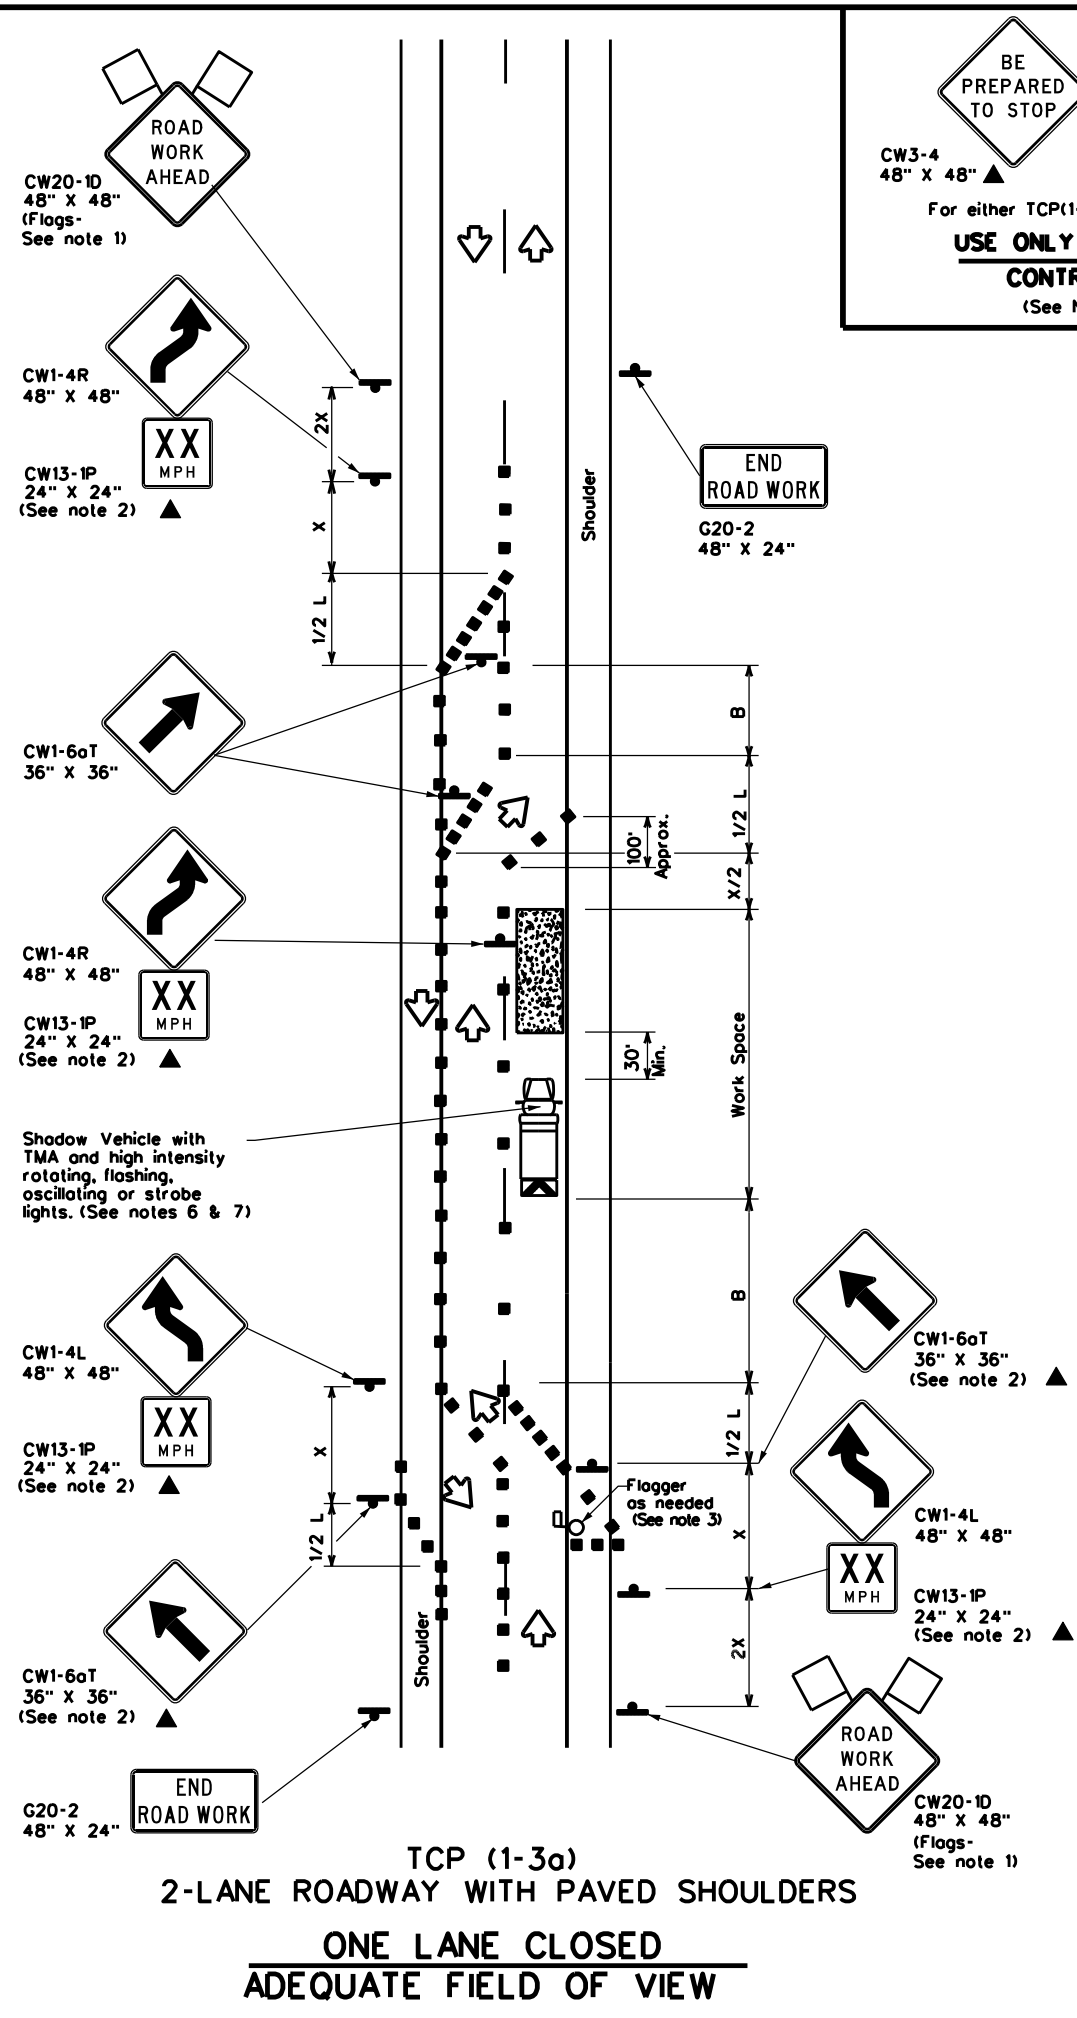 BE
PREPARED
TO STOP
CW3-4
48" X 48"
For either TCP(1-
USE ONLY
CONTR
(See N
ROAD
WORK
AHEAD
CW20-1D
48" X 48"
(Flags-
See note 1)
CW1-4R
48" X 48"
XX
MPH
CW13-1P
24" X 24"
(See note 2)
2X
X
1/2 L
Shoulder
END
ROAD WORK
G20-2
48" X 24"
CW1-6aT
36" X 36"
B
1/2 L
100'
Approx.
X/2
CW1-4R
48" X 48"
XX
MPH
CW13-1P
24" X 24"
(See note 2)
30'
Min.
Work Space
Shadow Vehicle with
TMA and high intensity
rotating, flashing,
oscillating or strobe
lights. (See notes 6 & 7)
B
CW1-4L
48" X 48"
XX
MPH
CW13-1P
24" X 24"
(See note 2)
X
1/2 L
CW1-6aT
36" X 36"
(See note 2)
1/2 L
Flagger
as needed
(See note 3)
X
CW1-4L
48" X 48"
XX
MPH
CW13-1P
24" X 24"
(See note 2)
2X
Shoulder
CW1-6aT
36" X 36"
(See note 2)
ROAD
WORK
AHEAD
CW20-1D
48" X 48"
(Flags-
See note 1)
END
ROAD WORK
G20-2
48" X 24"
TCP (1-3a)
2-LANE ROADWAY WITH PAVED SHOULDERS
ONE LANE CLOSED
ADEQUATE FIELD OF VIEW